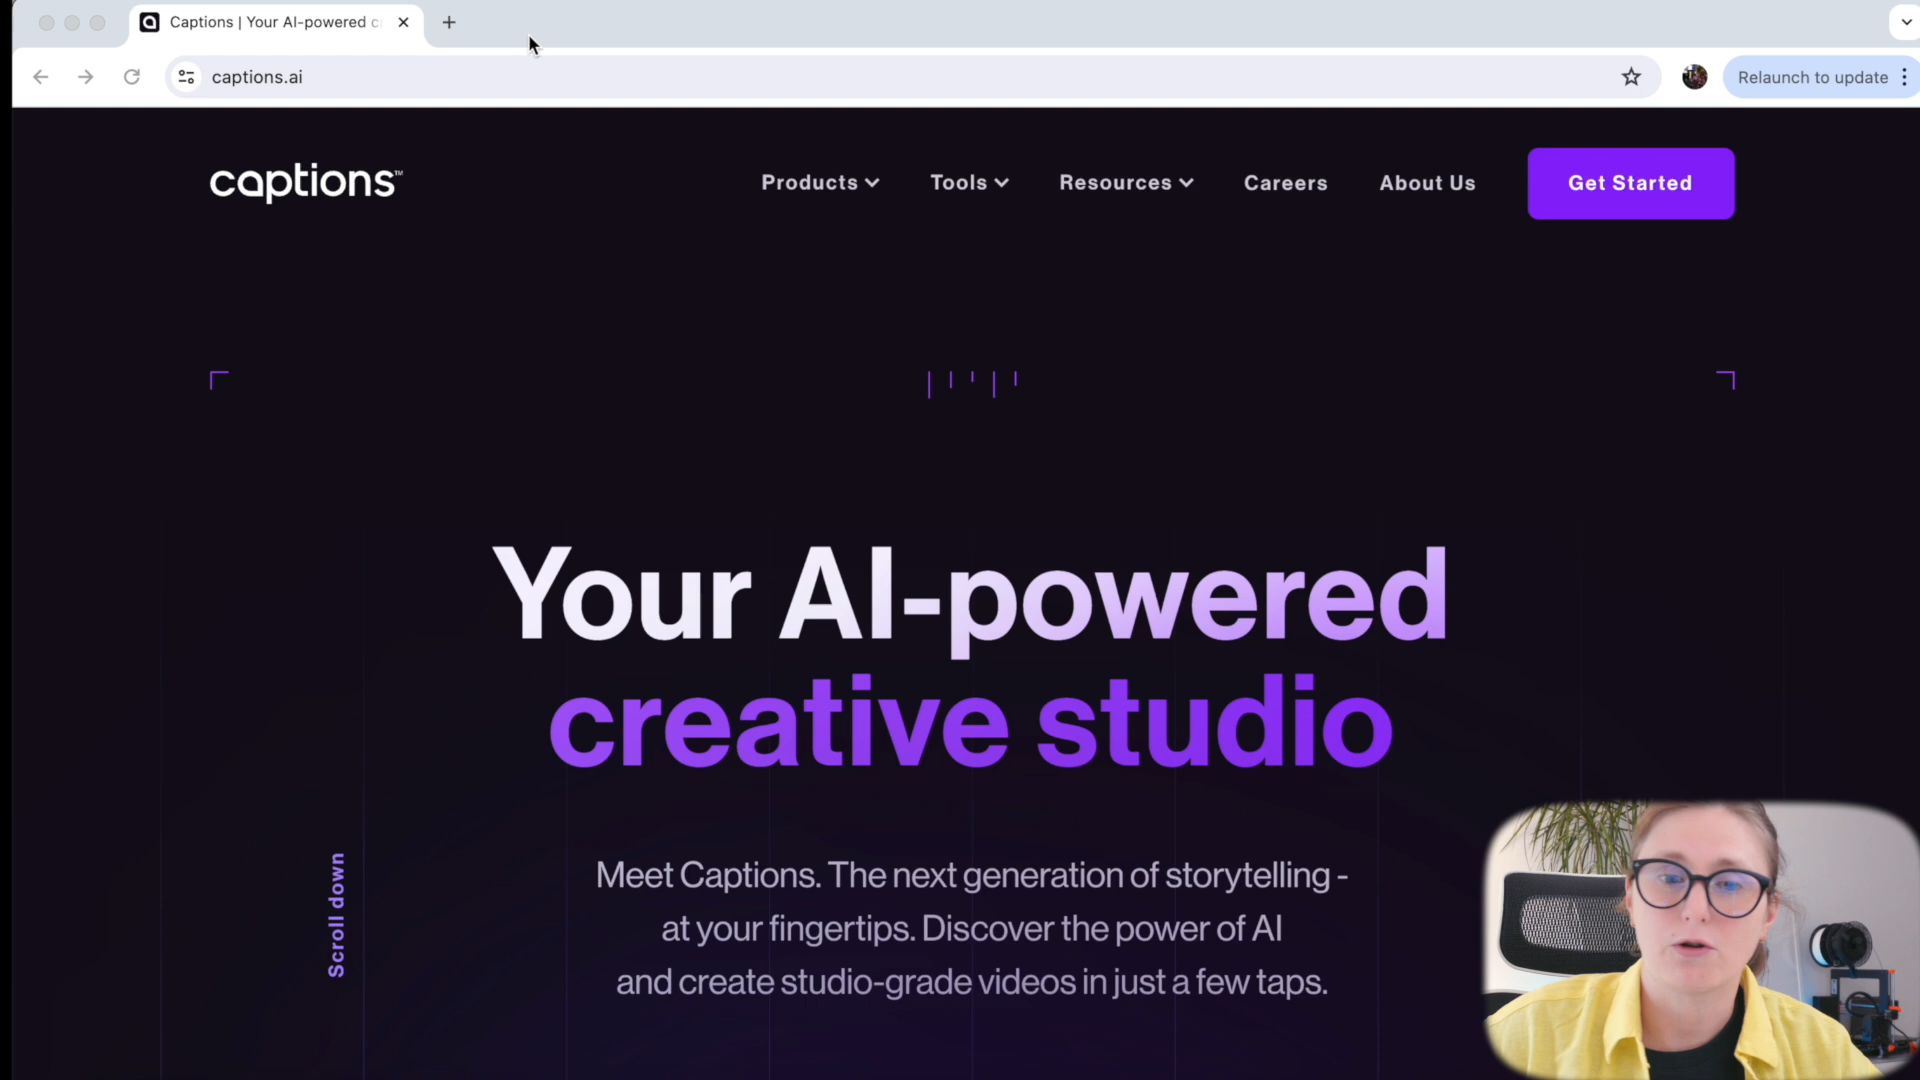 Captions | Your AI-powered c
captions.ai
Relaunch to update
captions™
Products
Tools
Resources
Careers
About Us
Get Started
Your AI-powered
creative studio
Scroll down
Meet Captions. The next generation of storytelling -
at your fingertips. Discover the power of AI
and create studio-grade videos in just a few taps.